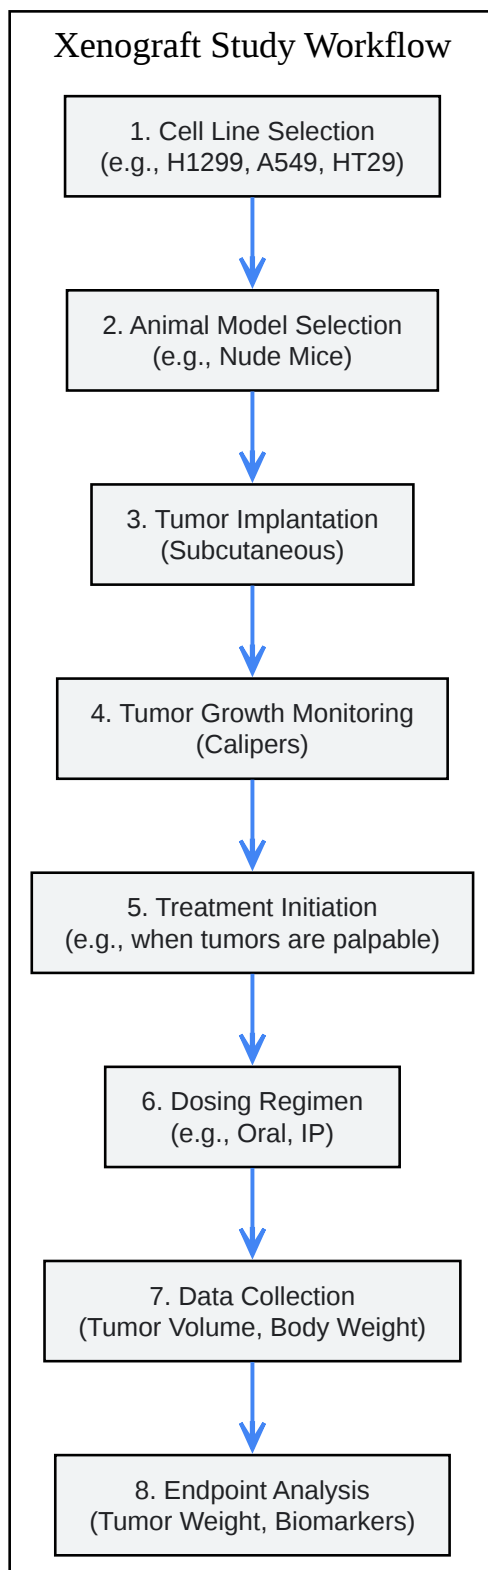 Xenograft Study Workflow
1. Cell Line Selection
(e.g., H1299, A549, HT29)
2. Animal Model Selection
(e.g., Nude Mice)
3. Tumor Implantation
(Subcutaneous)
4. Tumor Growth Monitoring
(Calipers)
5. Treatment Initiation
(e.g., when tumors are palpable)
6. Dosing Regimen
(e.g., Oral, IP)
7. Data Collection
(Tumor Volume, Body Weight)
8. Endpoint Analysis
(Tumor Weight, Biomarkers)